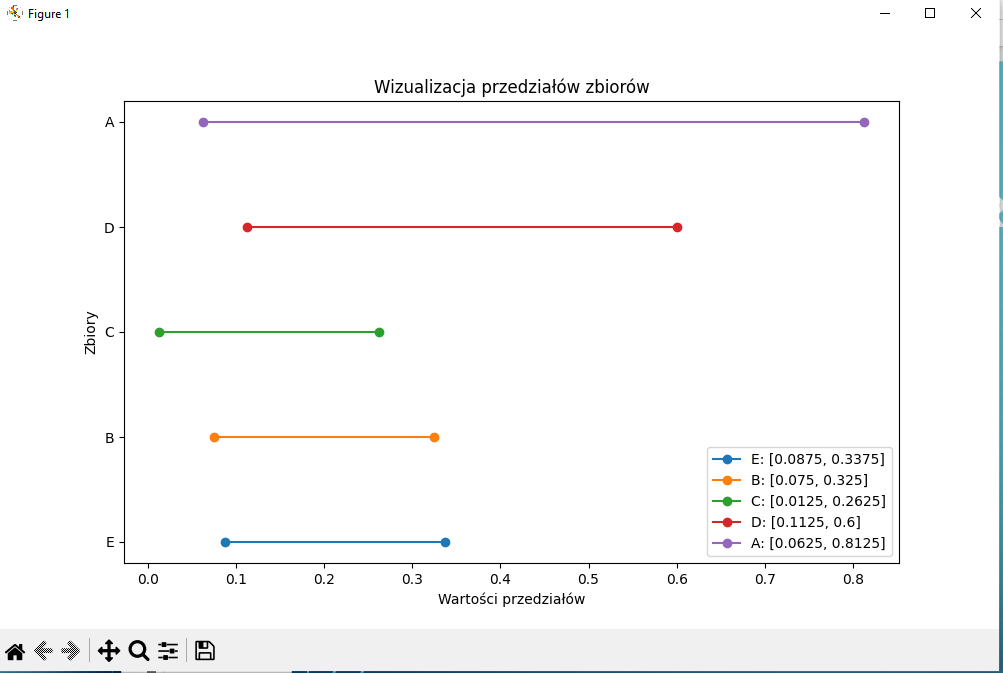 Figure 1
Wizualizacja przedziałów zbiorów
A
D
C
B
E
Zbiory
E: [0.0875, 0.3375]
B: [0.075, 0.325]
C: [0.0125, 0.2625]
D: [0.1125, 0.6]
A: [0.0625, 0.8125]
0.0 0.1 0.2 0.3 0.4 0.5 0.6 0.7 0.8
Wartości przedziałów